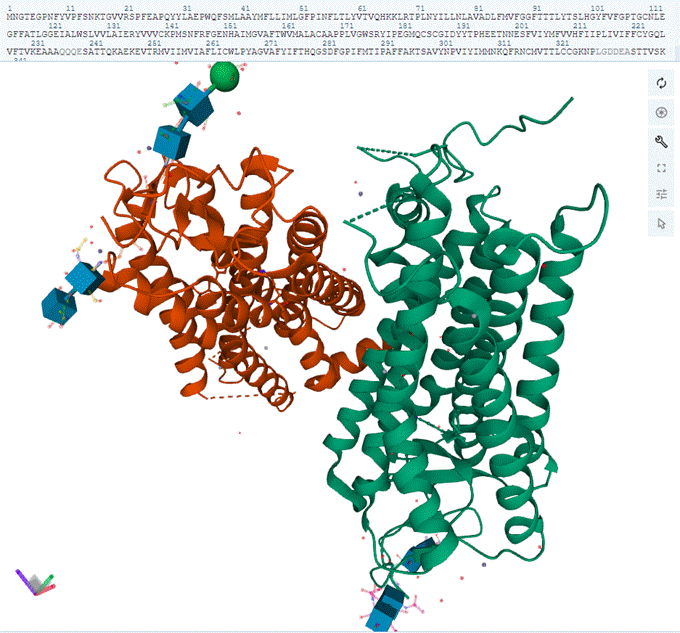 1 11 21 31 41 51 61 71 81 91 101 111
MNGTEGPNFYVPFSNKTGVVRSPFEAPQYYLAEPWQFSMLAAYMFLLIMLGFPINFLTLYVTVQHKKLRTPLNYILLNLAVADLFMVFGGFTTTLYTSLHGYFVFGPTGCNLE
121 131 141 151 161 171 181 191 201 211 221
GFFATLGGEIALWSLVVLAIERYVVVCKPMSNFRFGENHAIMGVAFTWVMALACAAPPLVGWSRYIPEGMQCSCGIDYYTPHEETNNESFVIYMFVVHFIIPLIVIFFCYGQL
231 241 251 261 271 281 291 301 311 321
VFTVKEAAAQQQESATTQKAEKEVTRMVIIMVIAFLICWLPYAGVAFYIFTHQGSDFGPIFMTIPAFFAKTSAVYNPVIYIMMNKQFRNCMVTTLCCGKNPLGDDEASTTVSK
341